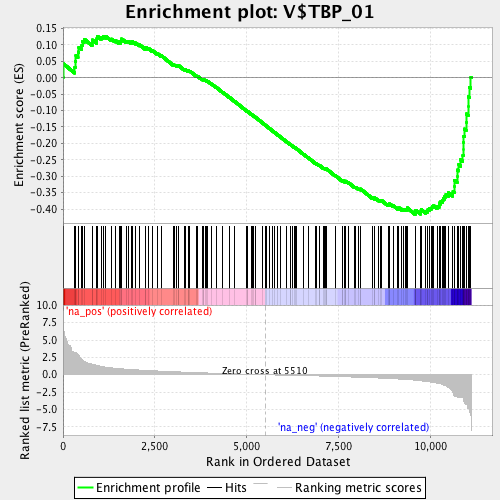 Enrichment plot: V$TBP_01
Enrichment score (ES)
0.15
0.10
0.05
0.00
-0.05
-0.10
-0.15
-0.20
-0.25
-0.30
-0.35
-0.40
Ranked list metric (PreRanked)
10.0
7.5
5.0
2.5
0.0
-2.5
-5.0
-7.5
'na_pos' (positively correlated)
Zero cross at 5510
'na_neg' (negatively correlated)
0
2,500
5,000
7,500
10,000
Rank in Ordered Dataset
Enrichment profile
Hits
Ranking metric scores